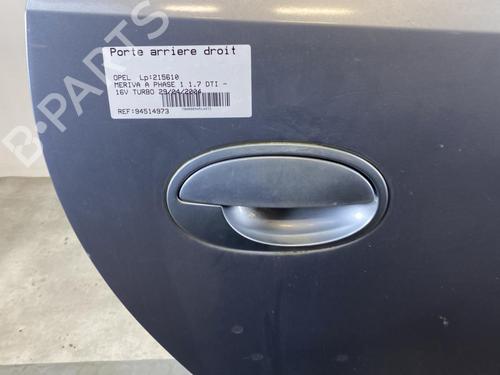 Porte arriere droit
OPEL Lp:215610
MERIVA A PHASE 1 1.7 DTI -
16V TURBO 29/04/2004
REF:94514973
B-PARTS